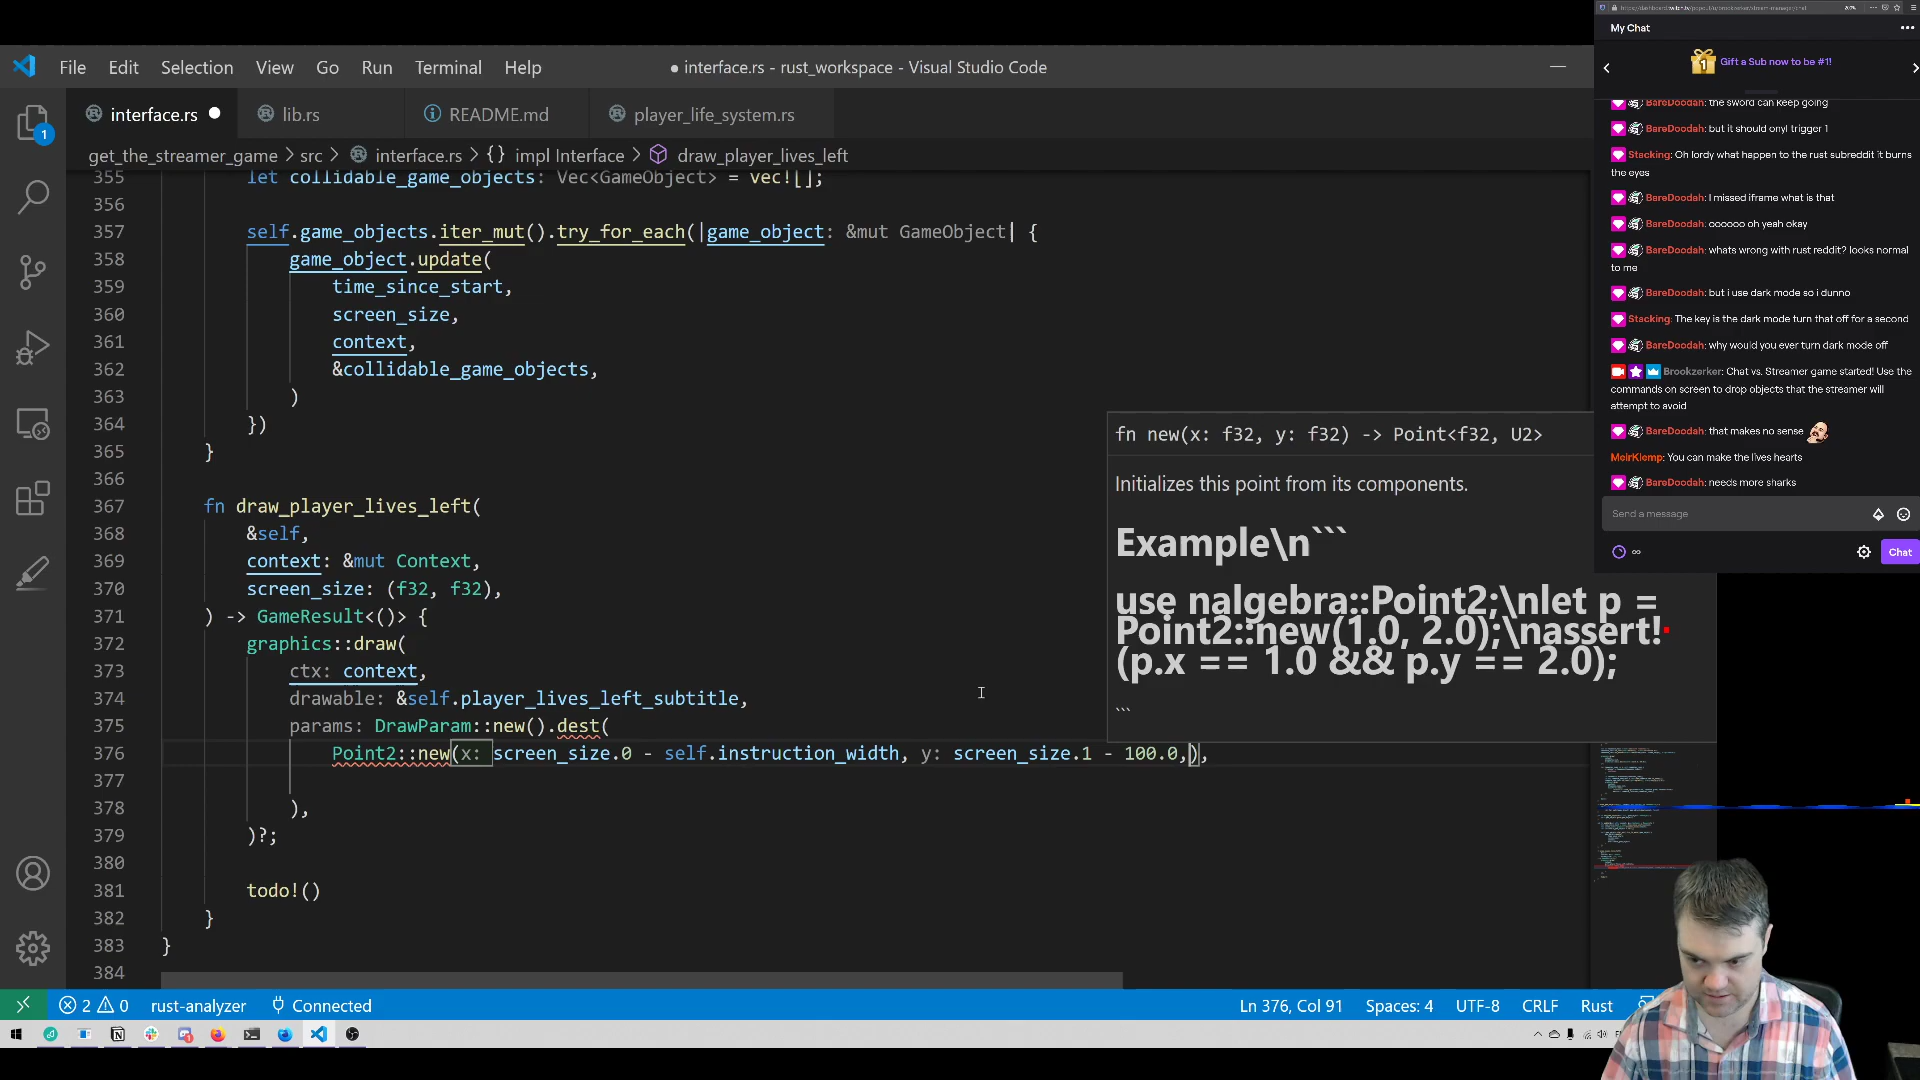 File Edit Selection View Go Run Terminal Help
● interface.rs - rust_workspace - Visual Studio Code
interface.rs ●
lib.rs
README.md
player_life_system.rs
get_the_streamer_game > src > interface.rs > {} impl Interface > draw_player_lives_left
355 let collidable_game_objects: Vec<GameObject> = vec![];
356
357 self.game_objects.iter_mut().try_for_each(|game_object: &mut GameObject| {
358 game_object.update(
359 time_since_start,
360 screen_size,
361 context,
362 &collidable_game_objects,
363 )
364 })
365 }
366
367 fn draw_player_lives_left(
368 &self,
369 context: &mut Context,
370 screen_size: (f32, f32),
371 ) -> GameResult<()> {
372 graphics::draw(
373 ctx: context,
374 drawable: &self.player_lives_left_subtitle,
375 params: DrawParam::new().dest(
376 Point2::new(x: screen_size.0 - self.instruction_width, y: screen_size.1 - 100.0,),
377
378 ),
379 )?;
380
381 todo!()
382 }
383 }
384
fn new(x: f32, y: f32) -> Point<f32, U2>
Initializes this point from its components.
Example\n```
use nalgebra::Point2;\nlet p =
Point2::new(1.0, 2.0);\nassert!
(p.x == 1.0 && p.y == 2.0);
```
1
2 0 rust-analyzer Connected
Ln 376, Col 91 Spaces: 4 UTF-8 CRLF Rust
My Chat
1 Gift a Sub now to be #1!
BareDoodah: the sword can keep going
BareDoodah: but it should onyl trigger 1
Stacking: Oh lordy what happen to the rust subreddit it burns
the eyes
BareDoodah: I missed iframe what is that
BareDoodah: oooooo oh yeah okay
BareDoodah: whats wrong with rust reddit? looks normal
to me
BareDoodah: but i use dark mode so i dunno
Stacking: The key is the dark mode turn that off for a second
BareDoodah: why would you ever turn dark mode off
Brookzerker: Chat vs. Streamer game started! Use the
commands on screen to drop objects that the streamer will
attempt to avoid
BareDoodah: that makes no sense
MeirKlemp: You can make the lives hearts
BareDoodah: needs more sharks
Send a message
∞
Chat